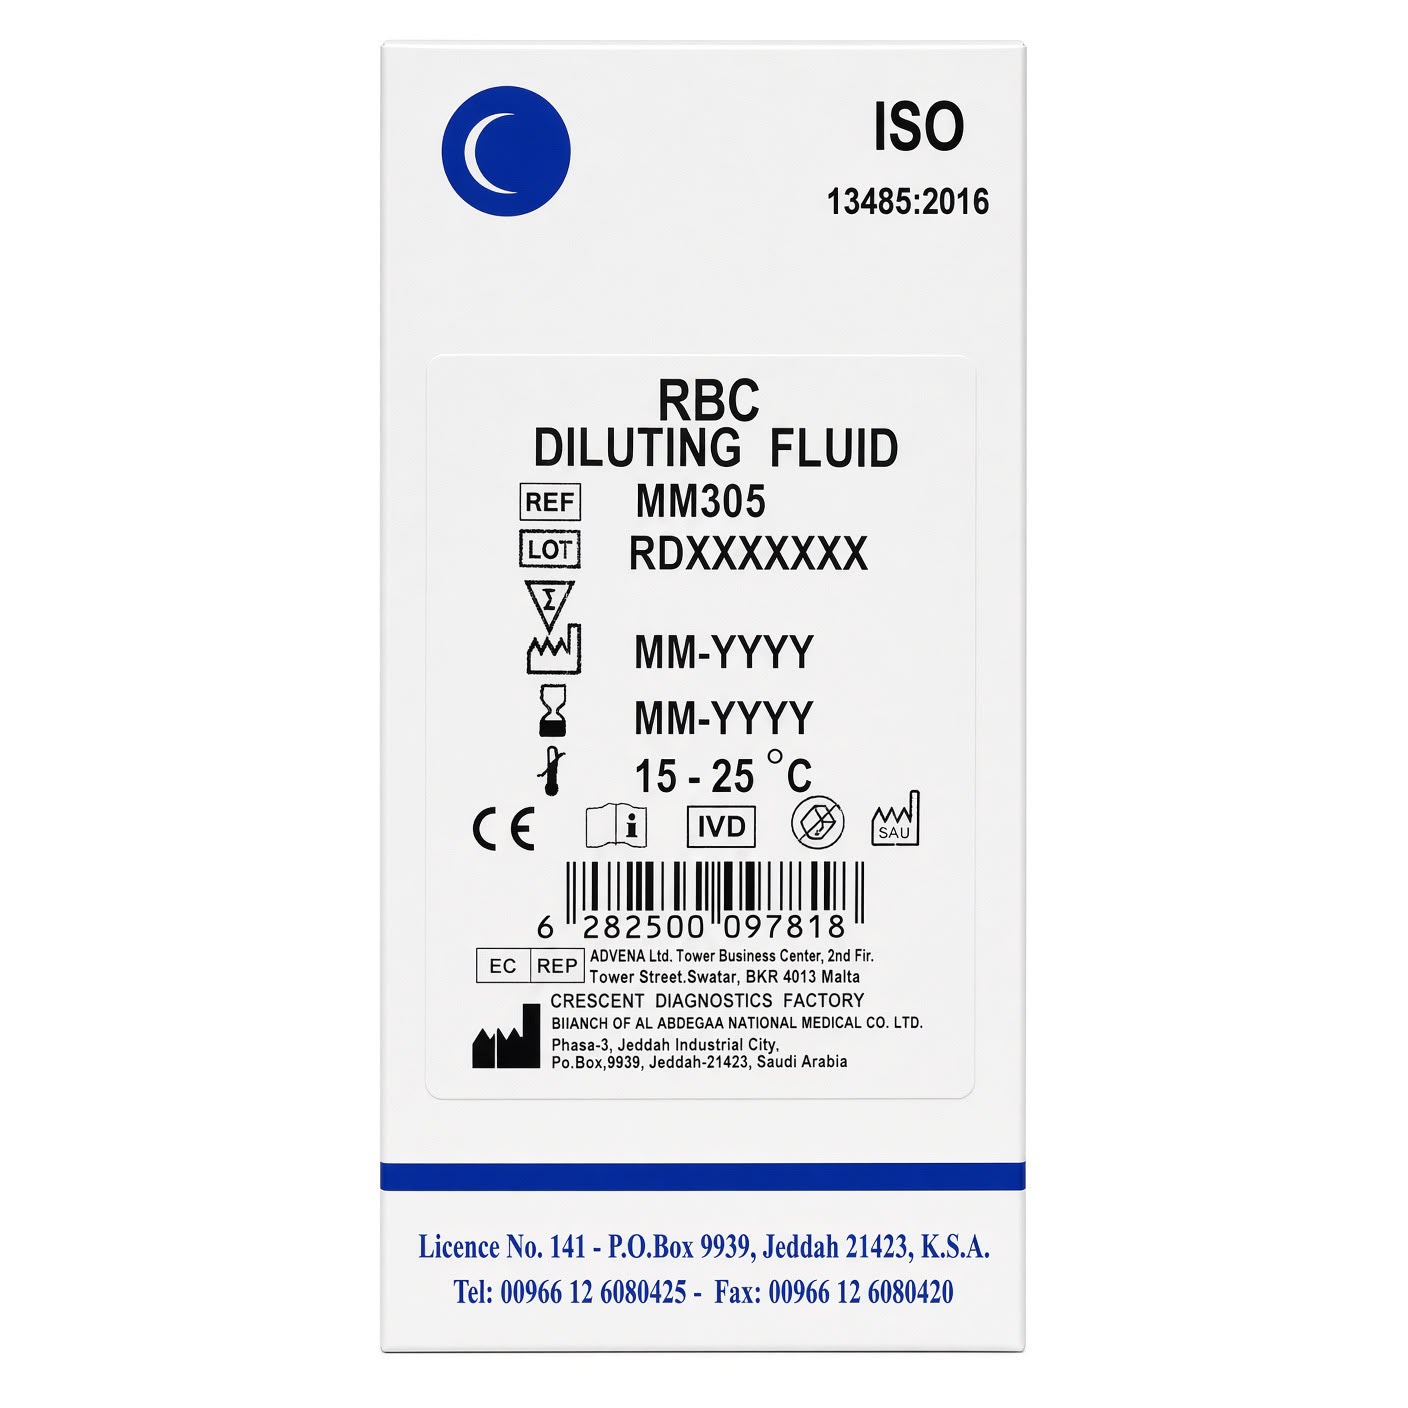 ISO
13485:2016
RBC
DILUTING FLUID
REF MM305
LOT RDXXXXXXX
Σ
MM-YYYY
MM-YYYY
15 - 25 °C
CE i IVD SAU
6 282500 097818
EC REP ADVENA Ltd. Tower Business Center, 2nd Fir.
Tower Street.Swatar, BKR 4013 Malta
CRESCENT DIAGNOSTICS FACTORY
BIIANCH OF AL ABDEGAA NATIONAL MEDICAL CO. LTD.
Phasa-3, Jeddah Industrial City,
Po.Box,9939, Jeddah-21423, Saudi Arabia
Licence No. 141 - P.O.Box 9939, Jeddah 21423, K.S.A.
Tel: 00966 12 6080425 - Fax: 00966 12 6080420